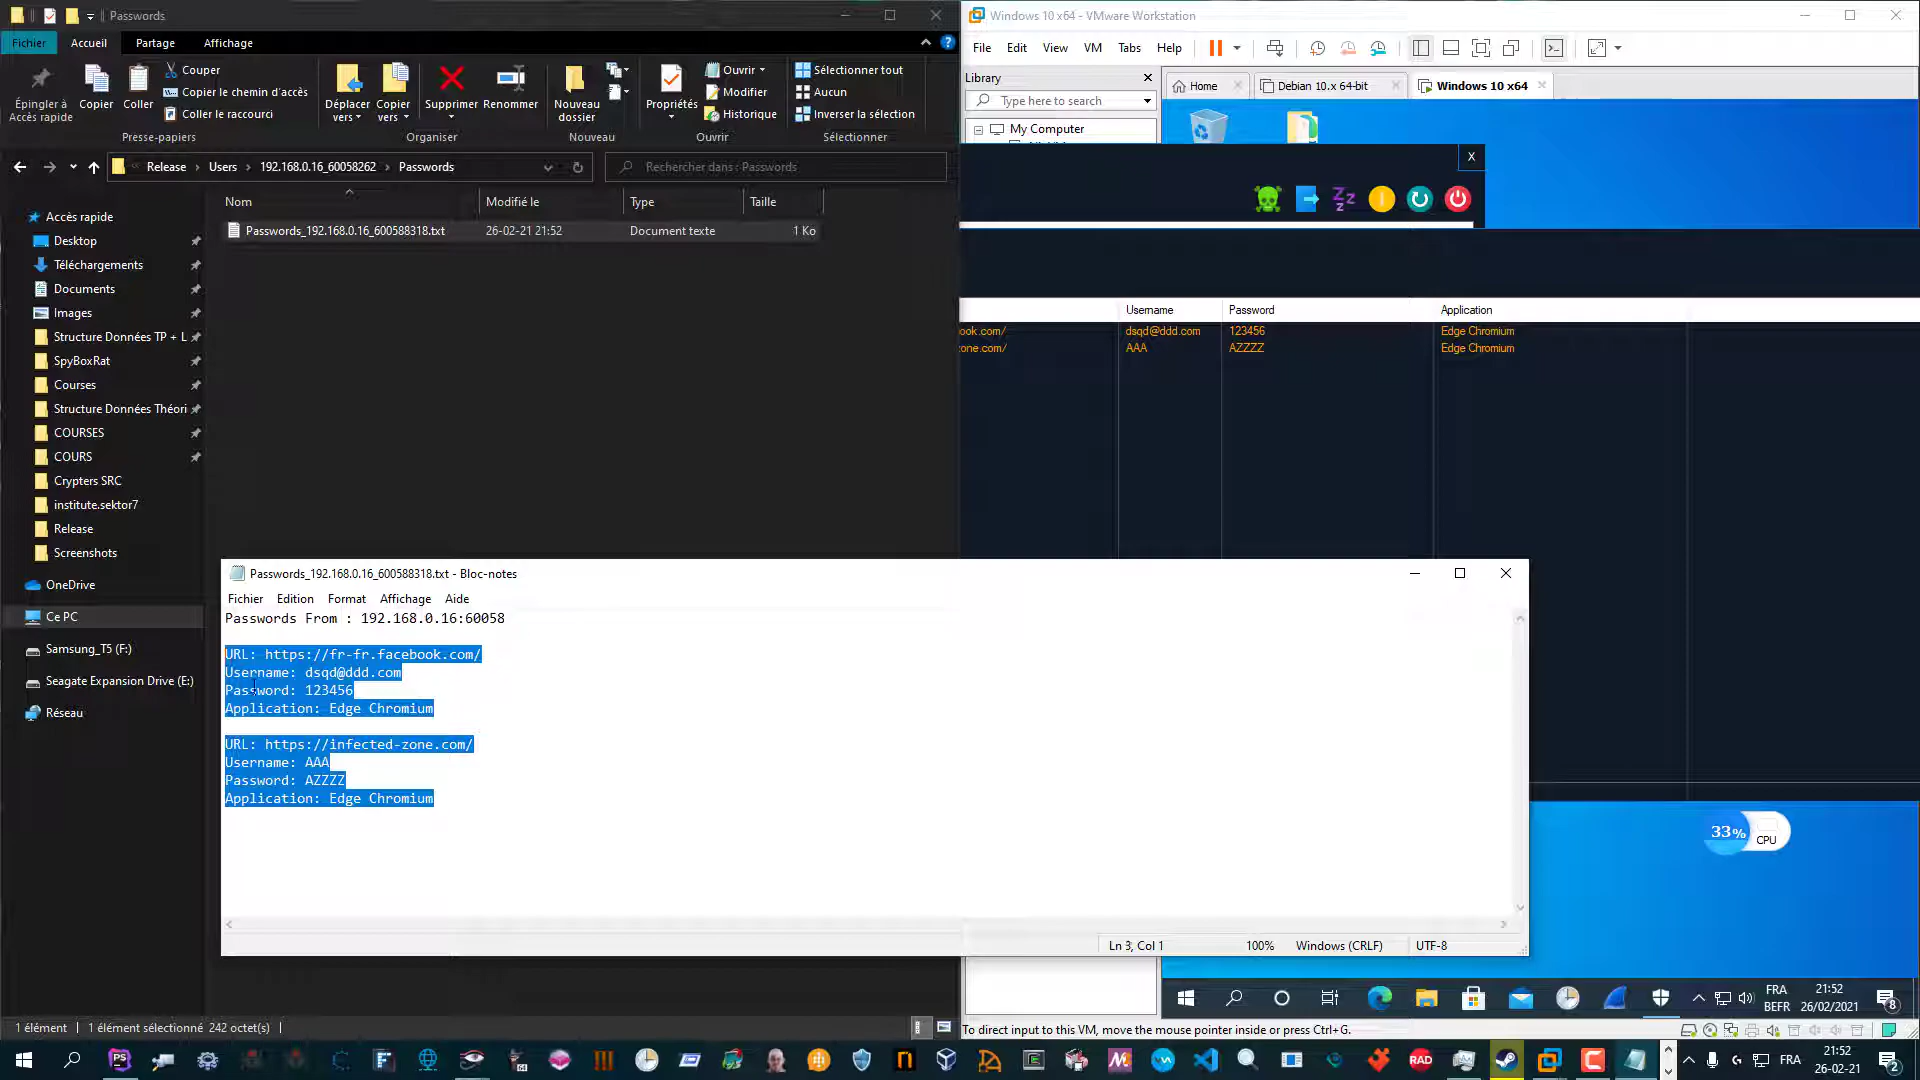 Passwords
Fichier Accueil Partage Affichage
Épingler à Accès rapide
Copier
Coller
Couper
Copier le chemin d'accès
Coller le raccourci
Presse-papiers
Déplacer vers
Copier vers
Supprimer
Renommer
Organiser
Nouveau dossier
Nouveau
Propriétés
Ouvrir
Modifier
Historique
Ouvrir
Sélectionner tout
Aucun
Inverser la sélection
Sélectionner
Release Users 192.168.0.16_60058262 Passwords
Rechercher dans : Passwords
Nom Modifié le Type Taille
Passwords_192.168.0.16_600588318.txt 26-02-21 21:52 Document texte 1 Ko
Accès rapide
Desktop
Téléchargements
Documents
Images
Structure Données TP + L
SpyBoxRat
Courses
Structure Données Théori
COURSES
COURS
Crypters SRC
institute.sektor7
Release
Screenshots
OneDrive
Ce PC
Samsung_T5 (F:)
Seagate Expansion Drive (E:)
Réseau
1 élément 1 élément sélectionné 242 octet(s)
Windows 10 x64 - VMware Workstation
File Edit View VM Tabs Help
Library
Type here to search
My Computer
Home
Debian 10.x 64-bit
Windows 10 x64
X
Username Password Application
ook.com/ dsqd@ddd.com 123456 Edge Chromium
zone.com/ AAA AZZZZ Edge Chromium
Passwords_192.168.0.16_600588318.txt - Bloc-notes
Fichier Edition Format Affichage Aide
Passwords From : 192.168.0.16:60058
URL: https://fr-fr.facebook.com/
Username: dsqd@ddd.com
Password: 123456
Application: Edge Chromium
URL: https://infected-zone.com/
Username: AAA
Password: AZZZZ
Application: Edge Chromium
Ln 3, Col 1 100% Windows (CRLF) UTF-8
33% CPU
FRA
BEFR
21:52
26/02/2021
8
To direct input to this VM, move the mouse pointer inside or press Ctrl+G.
PS
64
RAD
FRA
21:52
26-02-21
2